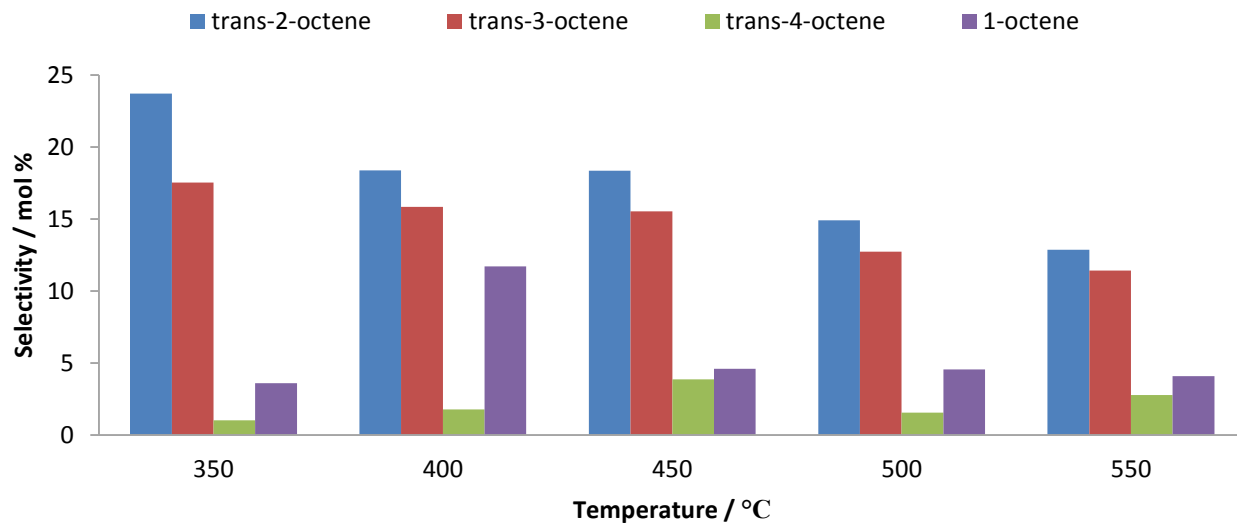 trans-2-octene trans-3-octene trans-4-octene 1-octene
25
20
15
10
5
0
Selectivity / mol %
350 400 450 500 550
Temperature / °C